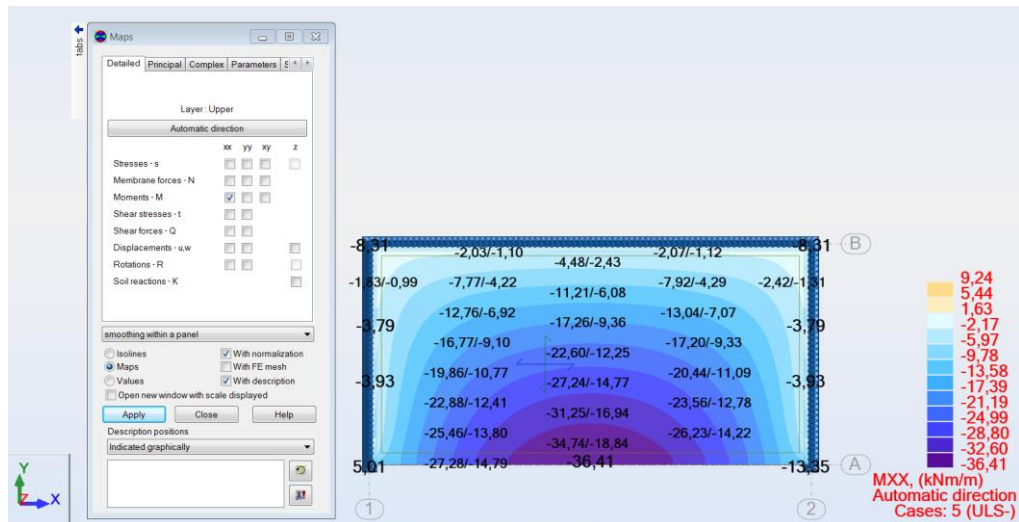 tabs
Maps
Detailed Principal Complex Parameters S
Layer : Upper
Automatic direction
xx yy xy z
Stresses - s
Membrane forces - N
Moments - M
Shear stresses - t
Shear forces - Q
Displacements - u,w
Rotations - R
Soil reactions - K
smoothing within a panel
Isolines With normalization
Maps With FE mesh
Values With description
Open new window with scale displayed
Apply Close Help
Description positions
Indicated graphically
Y
Z X
-8,31 -8,31 B
-2,03/-1,10 -2,07/-1,12
-4,48/-2,43
-1,83/-0,99 -7,77/-4,22 -7,92/-4,29 -2,42/-1,31
-11,21/-6,08
-12,76/-6,92 -13,04/-7,07
-3,79 -17,26/-9,36 -3,79
-16,77/-9,10 -17,20/-9,33
-22,60/-12,25
-19,86/-10,77 -20,44/-11,09
-3,93 -27,24/-14,77 -3,93
-22,88/-12,41 -23,56/-12,78
-31,25/-16,94
-25,46/-13,80 -26,23/-14,22
-34,74/-18,84
5,01 -27,28/-14,79 -36,41 -13,35 A
1 2
9,24
5,44
1,63
-2,17
-5,97
-9,78
-13,58
-17,39
-21,19
-24,99
-28,80
-32,60
-36,41
MXX, (kNm/m)
Automatic direction
Cases: 5 (ULS-)